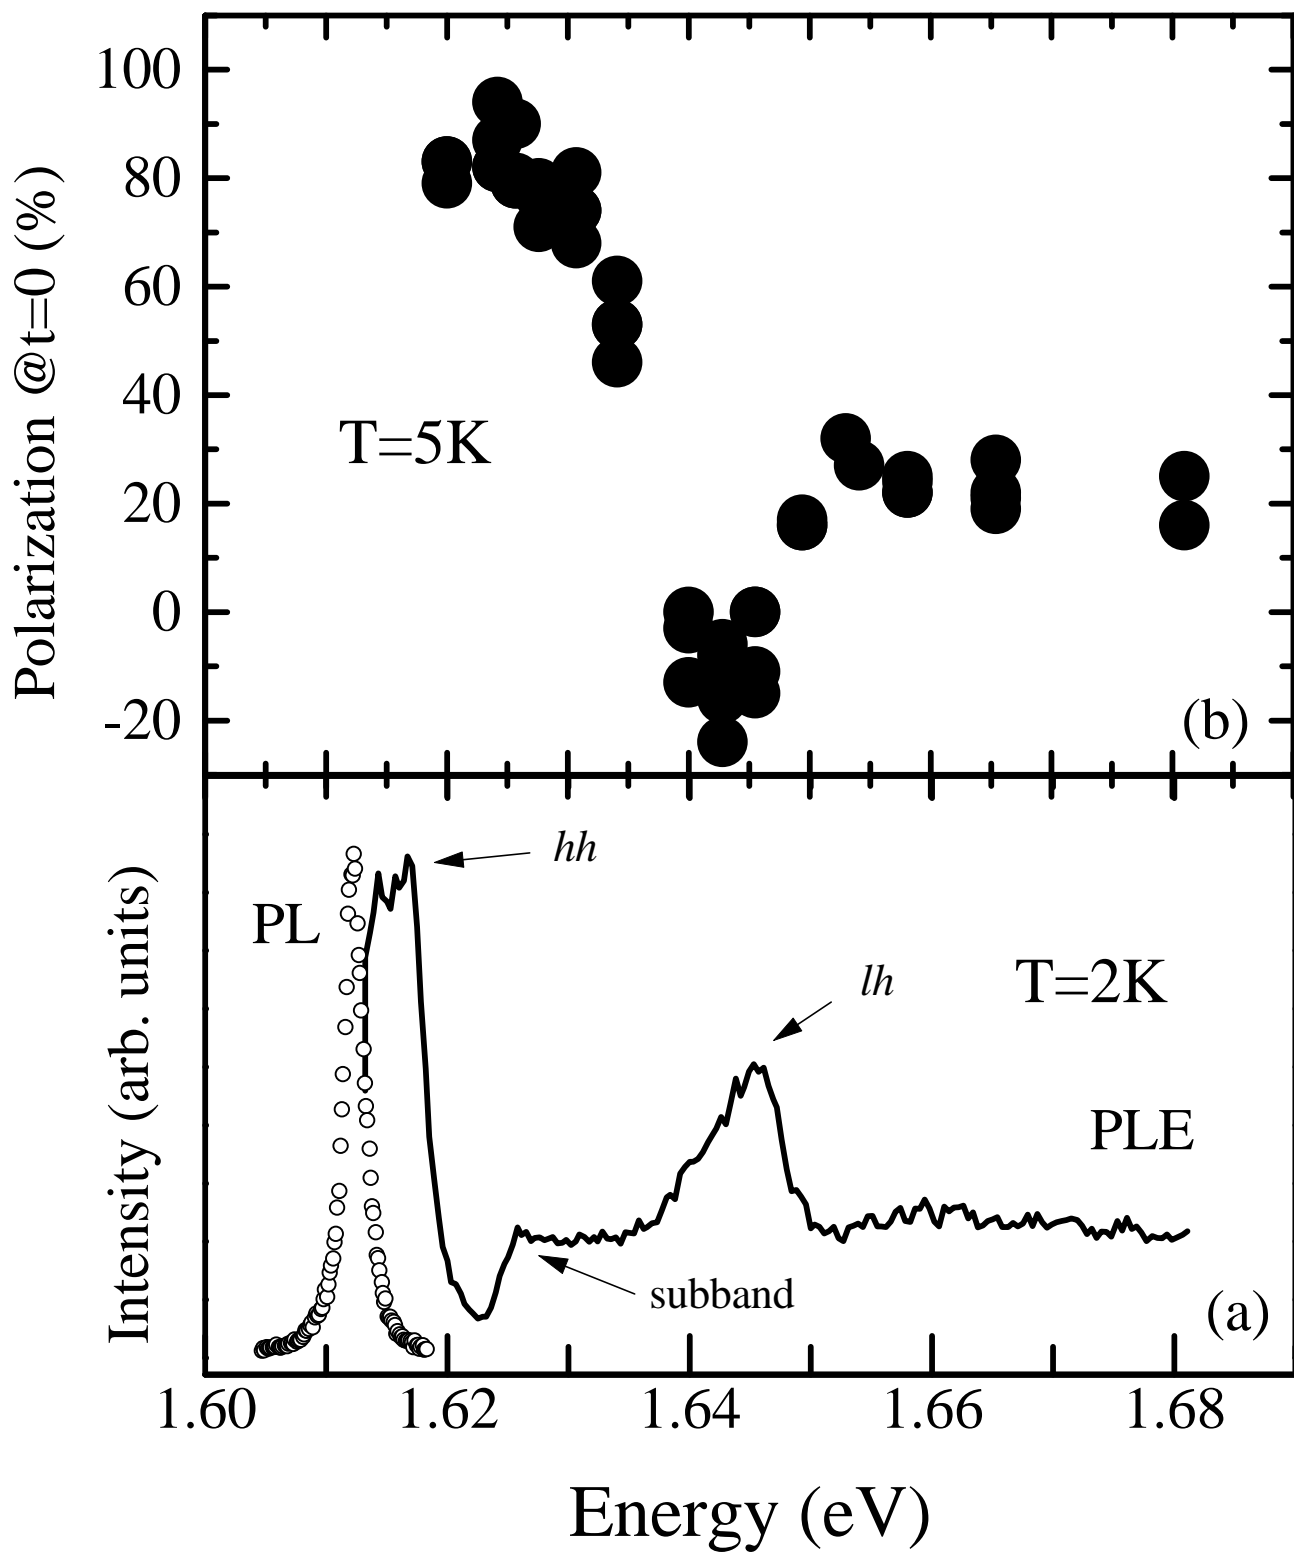 100
80
60
40
20
0
-20
Polarization @t=0 (%)
T=5K
(b)
hh
PL
lh
T=2K
PLE
subband
(a)
Intensity (arb. units)
1.60 1.62 1.64 1.66 1.68
Energy (eV)